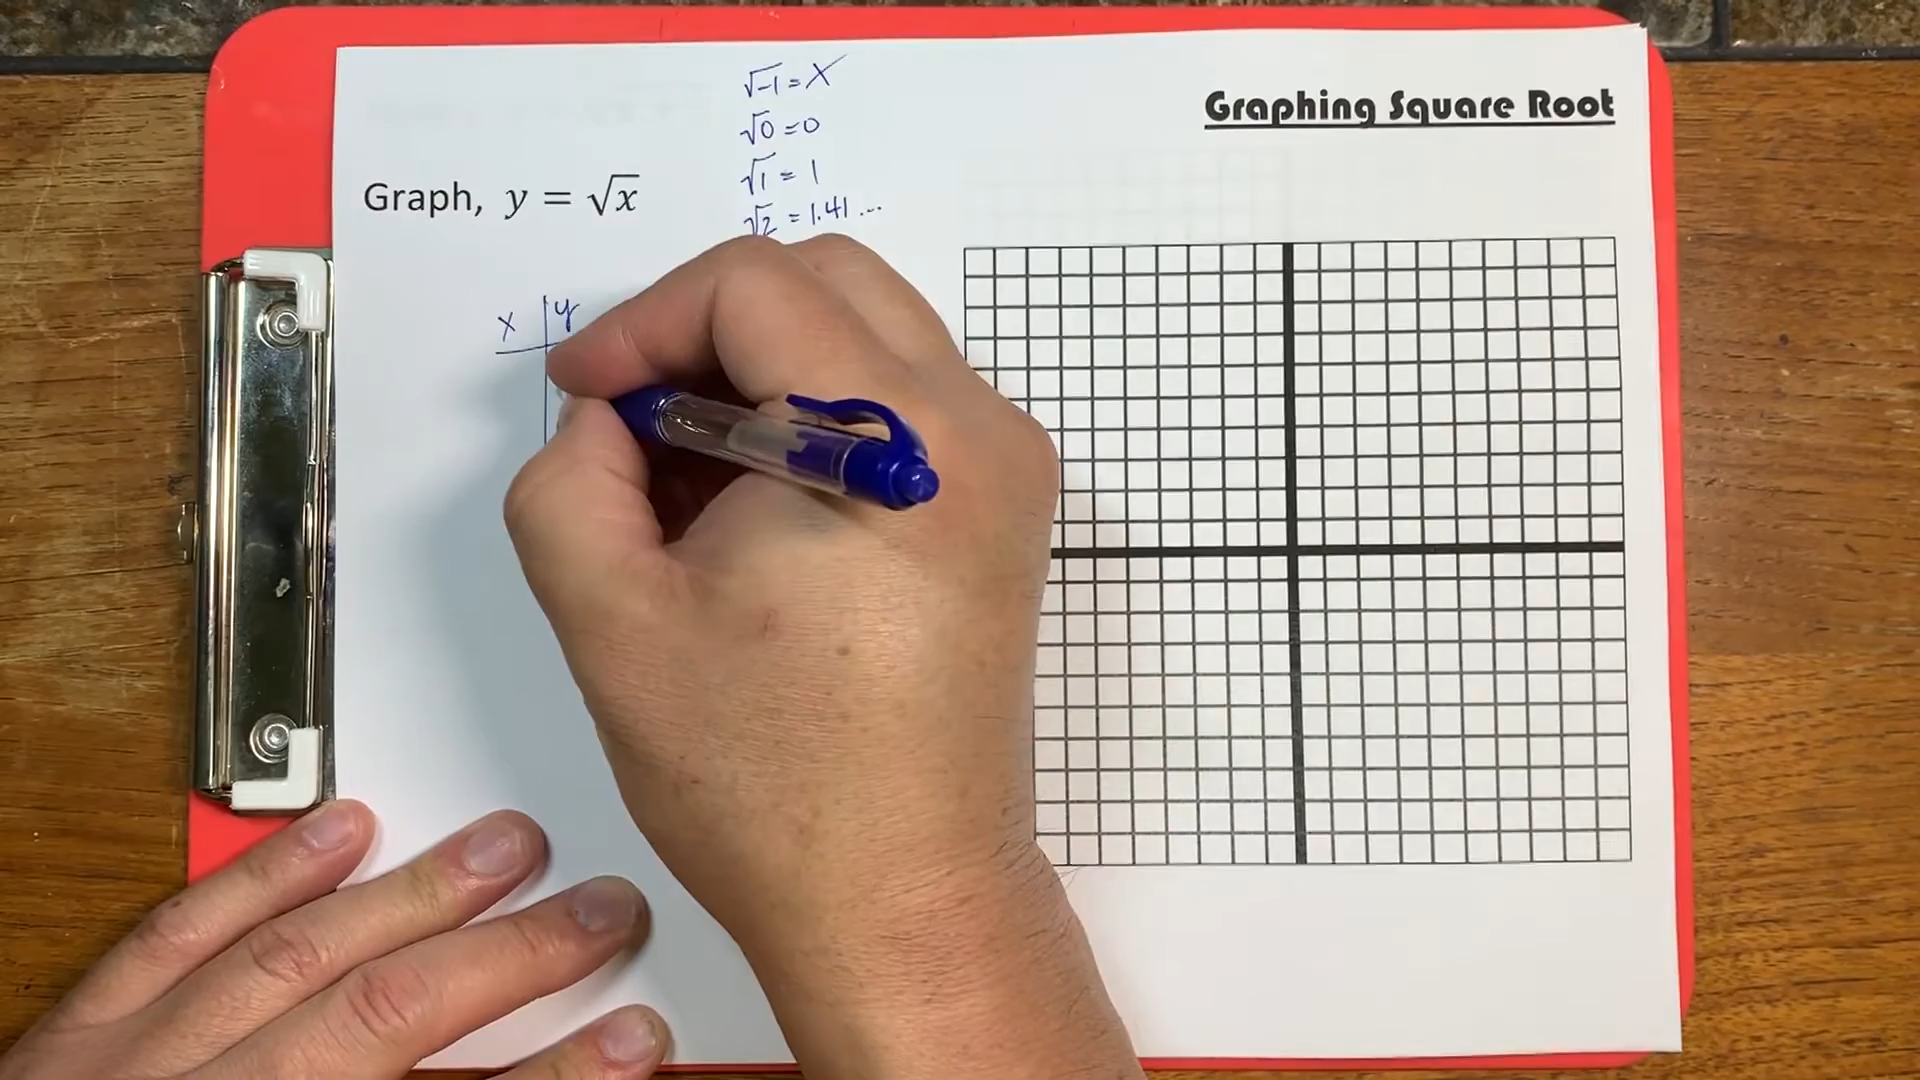 √-1 = X
Graphing Square Root
√0 = 0
√1 = 1
Graph, y = √x
√2 = 1.41 ...
x y